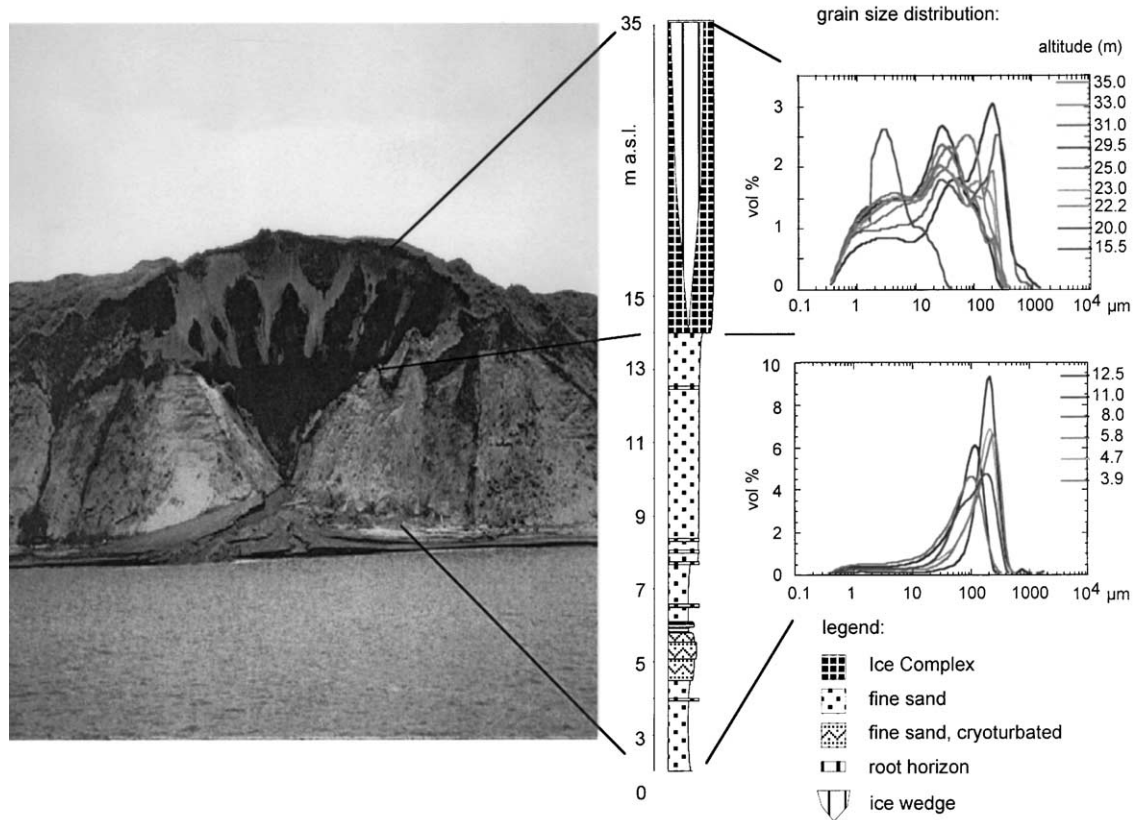 grain size distribution:
altitude (m)
35
15
13
11
9
7
5
3
0
m a.s.l.
3
2
1
0
vol %
0.1 1 10 100 1000 10⁴ µm
35.0
33.0
31.0
29.5
25.0
23.0
22.2
20.0
15.5
10
8
6
4
2
0
vol %
0.1 1 10 100 1000 10⁴ µm
12.5
11.0
8.0
5.8
4.7
3.9
legend:
Ice Complex
fine sand
fine sand, cryoturbated
root horizon
ice wedge